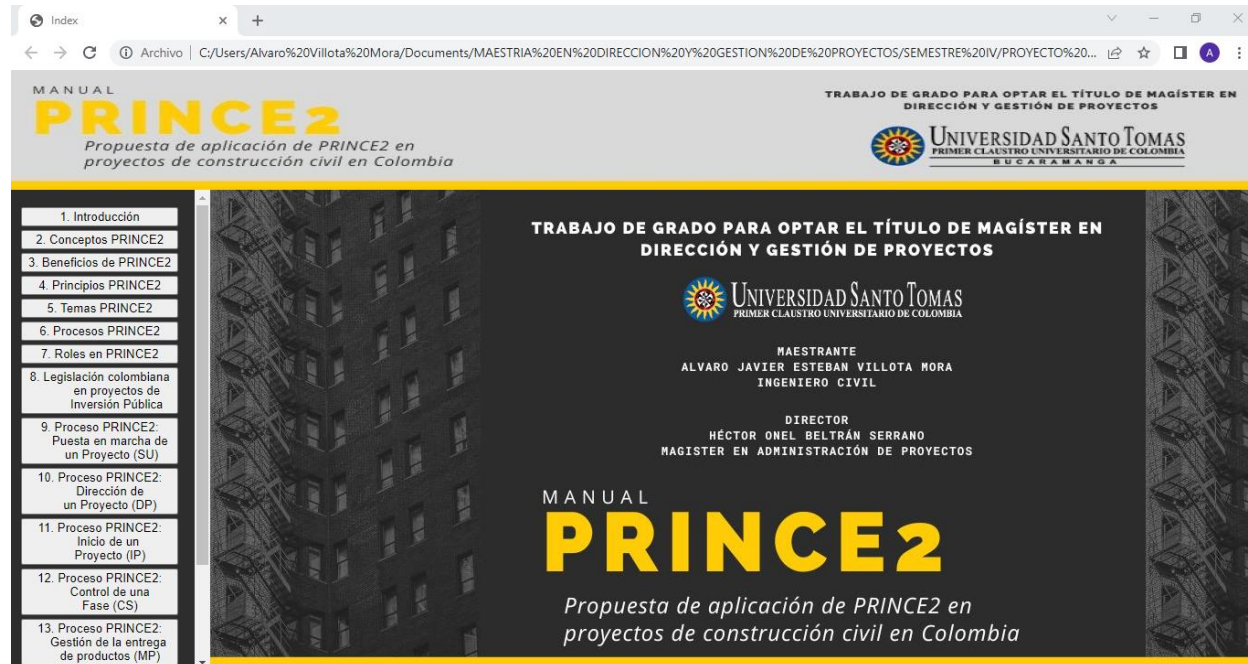 Index
Archivo
C:/Users/Alvaro%20Villota%20Mora/Documents/MAESTRIA%20EN%20DIRECCION%20Y%20GESTION%20DE%20PROYECTOS/SEMESTRE%20IV/PROYECTO%20...
A
MANUAL
PRINCE2
Propuesta de aplicación de PRINCE2 en
proyectos de construcción civil en Colombia
TRABAJO DE GRADO PARA OPTAR EL TÍTULO DE MAGÍSTER EN
DIRECCIÓN Y GESTIÓN DE PROYECTOS
UNIVERSIDAD SANTO TOMAS
PRIMER CLAUSTRO UNIVERSITARIO DE COLOMBIA
BUCARAMANGA
1. Introducción
2. Conceptos PRINCE2
3. Beneficios de PRINCE2
4. Principios PRINCE2
5. Temas PRINCE2
6. Procesos PRINCE2
7. Roles en PRINCE2
8. Legislación colombiana
en proyectos de
Inversión Pública
9. Proceso PRINCE2:
Puesta en marcha de
un Proyecto (SU)
10. Proceso PRINCE2:
Dirección de
un Proyecto (DP)
11. Proceso PRINCE2:
Inicio de un
Proyecto (IP)
12. Proceso PRINCE2:
Control de una
Fase (CS)
13. Proceso PRINCE2:
Gestión de la entrega
de productos (MP)
TRABAJO DE GRADO PARA OPTAR EL TÍTULO DE MAGÍSTER EN
DIRECCIÓN Y GESTIÓN DE PROYECTOS
UNIVERSIDAD SANTO TOMAS
PRIMER CLAUSTRO UNIVERSITARIO DE COLOMBIA
MAESTRANTE
ALVARO JAVIER ESTEBAN VILLOTA MORA
INGENIERO CIVIL
DIRECTOR
HÉCTOR ONEL BELTRÁN SERRANO
MAGISTER EN ADMINISTRACIÓN DE PROYECTOS
MANUAL
PRINCE2
Propuesta de aplicación de PRINCE2 en
proyectos de construcción civil en Colombia